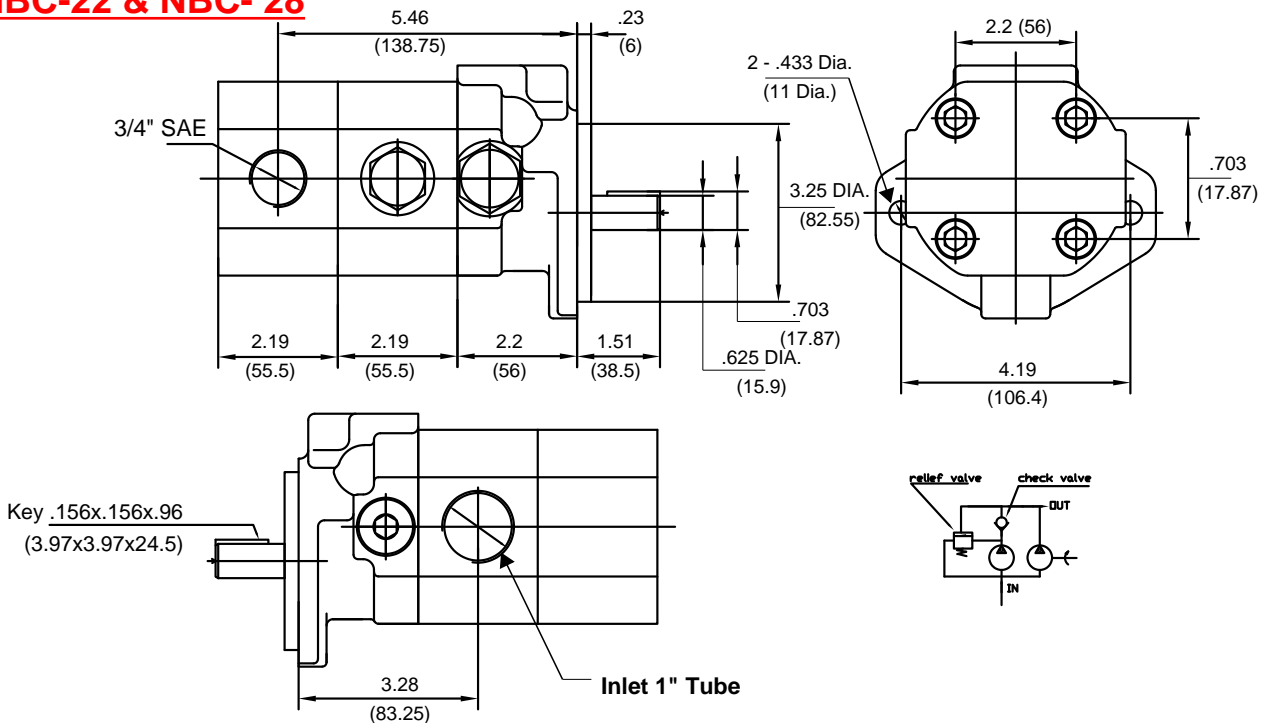 NBC-22 & NBC- 28
5.46
(138.75)
.23
(6)
2.2 (56)
2 - .433 Dia.
(11 Dia.)
3/4" SAE
3.25 DIA.
(82.55)
.703
(17.87)
.703
(17.87)
.625 DIA.
(15.9)
2.19
(55.5)
2.19
(55.5)
2.2
(56)
1.51
(38.5)
4.19
(106.4)
Key .156x.156x.96
(3.97x3.97x24.5)
relief valve
check valve
OUT
IN
Inlet 1" Tube
3.28
(83.25)